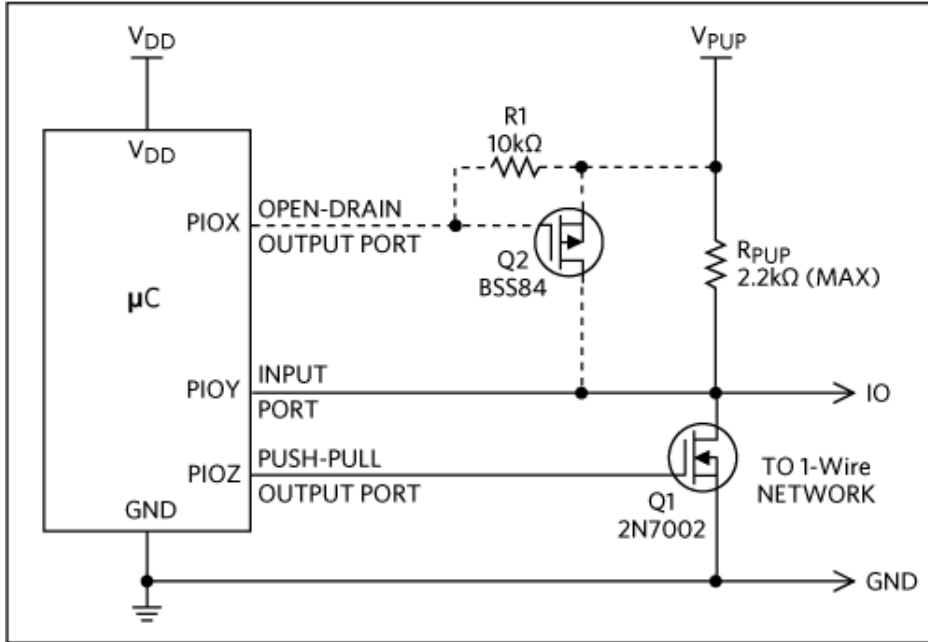 VDD
VPUP
R1
10kΩ
VDD
PIOX
OPEN-DRAIN
OUTPUT PORT
Q2
BSS84
RPUP
2.2kΩ (MAX)
µC
PIOY
INPUT
PORT
IO
PIOZ
PUSH-PULL
OUTPUT PORT
Q1
2N7002
TO 1-Wire
NETWORK
GND
GND